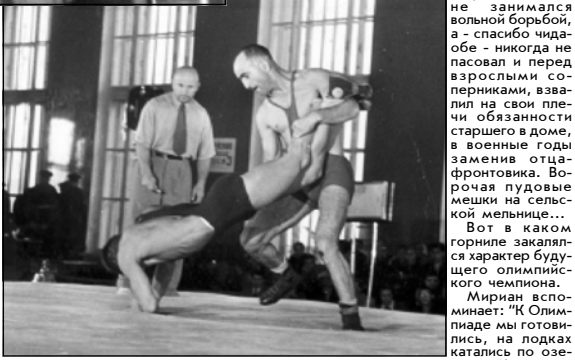 не занимался
вольной борьбой,
а - спасибо чида-
обе - никогда не
пасовал и перед
взрослыми со-
перниками, взва-
лил на свои пле-
чи обязанности
старшего в доме,
в военные годы
заменив отца-
фронтовика. Во-
рочая пудовые
мешки на сельс-
кой мельнице...
Вот в каком
горниле закалял-
ся характер буду-
щего олимпийс-
кого чемпиона.
Мириан вспо-
минает: "К Олим-
пиаде мы готови-
лись, на лодках
катались по озе-